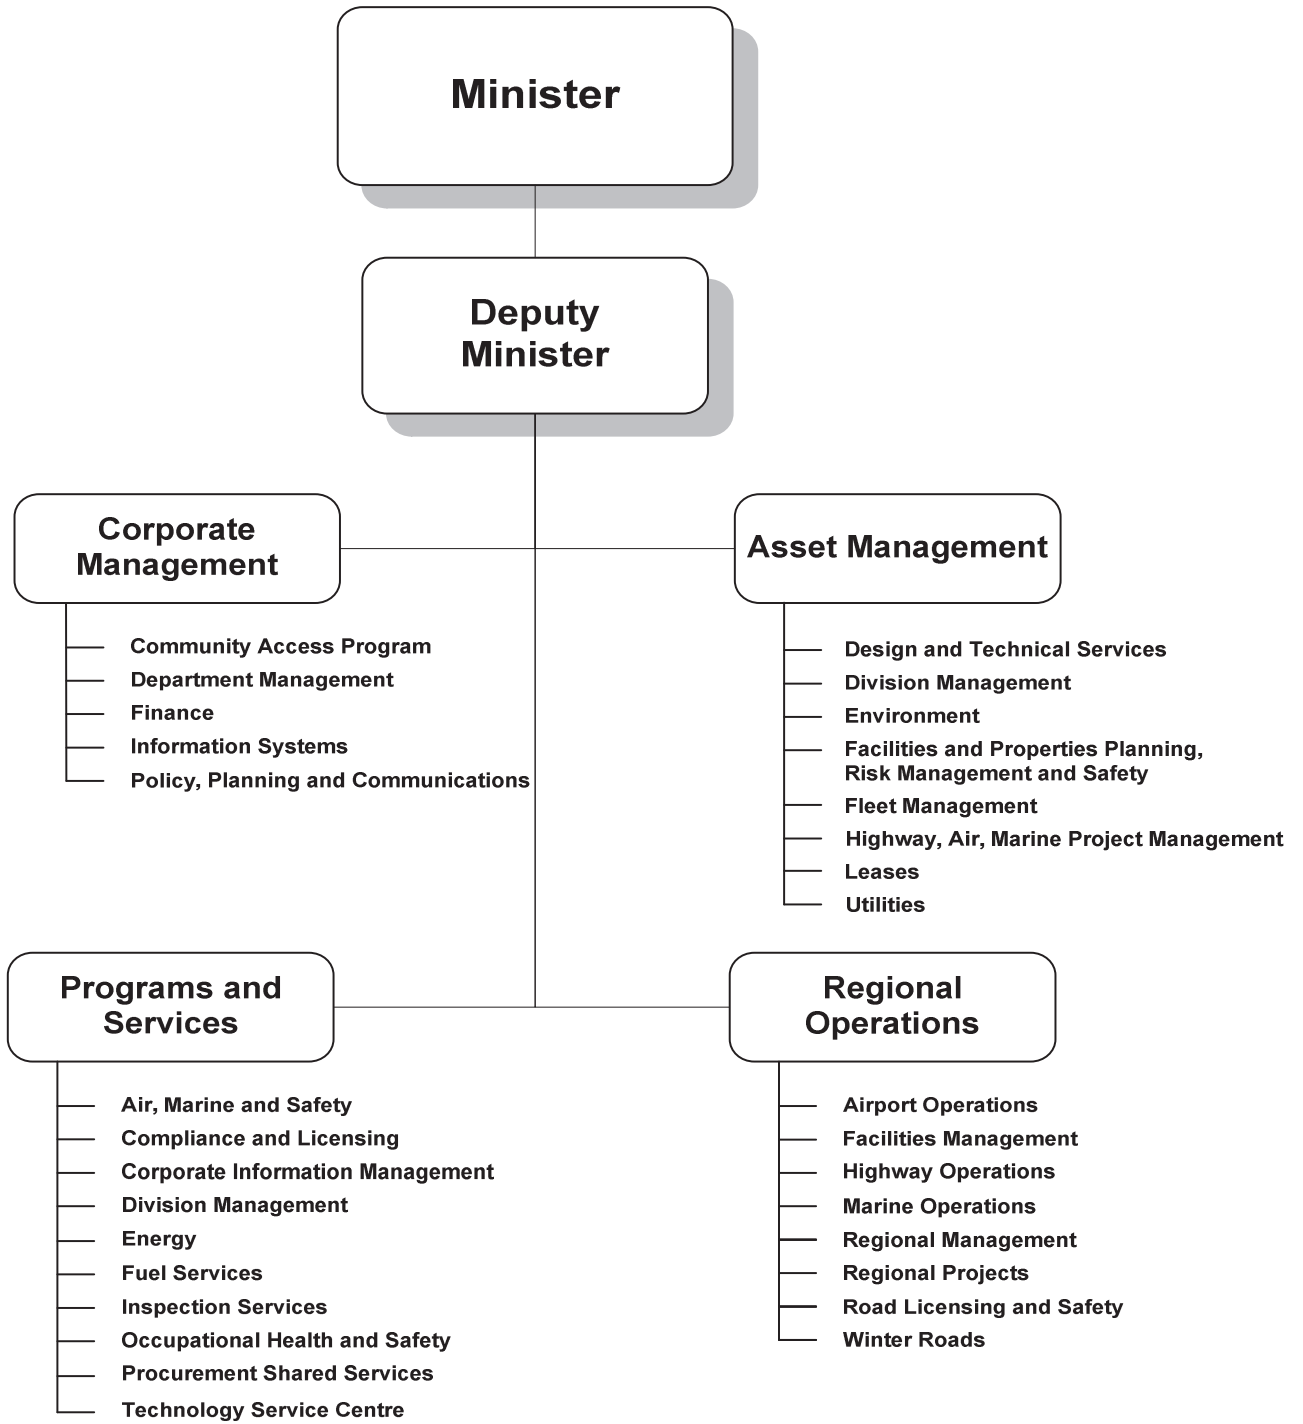 Minister
Deputy
Minister
Corporate
Management
Community Access Program
Department Management
Finance
Information Systems
Policy, Planning and Communications
Asset Management
Design and Technical Services
Division Management
Environment
Facilities and Properties Planning,
Risk Management and Safety
Fleet Management
Highway, Air, Marine Project Management
Leases
Utilities
Programs and
Services
Air, Marine and Safety
Compliance and Licensing
Corporate Information Management
Division Management
Energy
Fuel Services
Inspection Services
Occupational Health and Safety
Procurement Shared Services
Technology Service Centre
Regional
Operations
Airport Operations
Facilities Management
Highway Operations
Marine Operations
Regional Management
Regional Projects
Road Licensing and Safety
Winter Roads